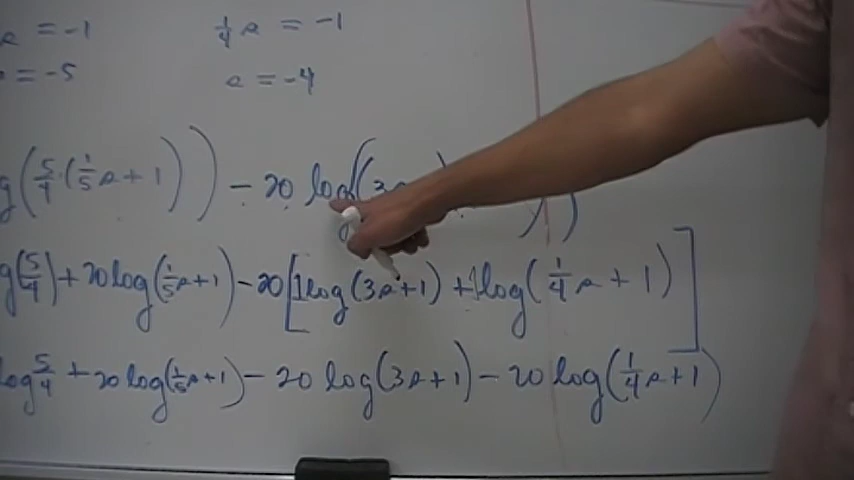 s = -1    1/4 s = -1
= -5    s = -4
g(5/4 · (1/5 s + 1)) - 20 log((3s ) ))
g(5/4) + 20 log(1/5 s + 1) - 20 [1 log(3s + 1) + 1 log(1/4 s + 1)]
log 5/4 + 20 log(1/5 s + 1) - 20 log(3s + 1) - 20 log(1/4 s + 1)